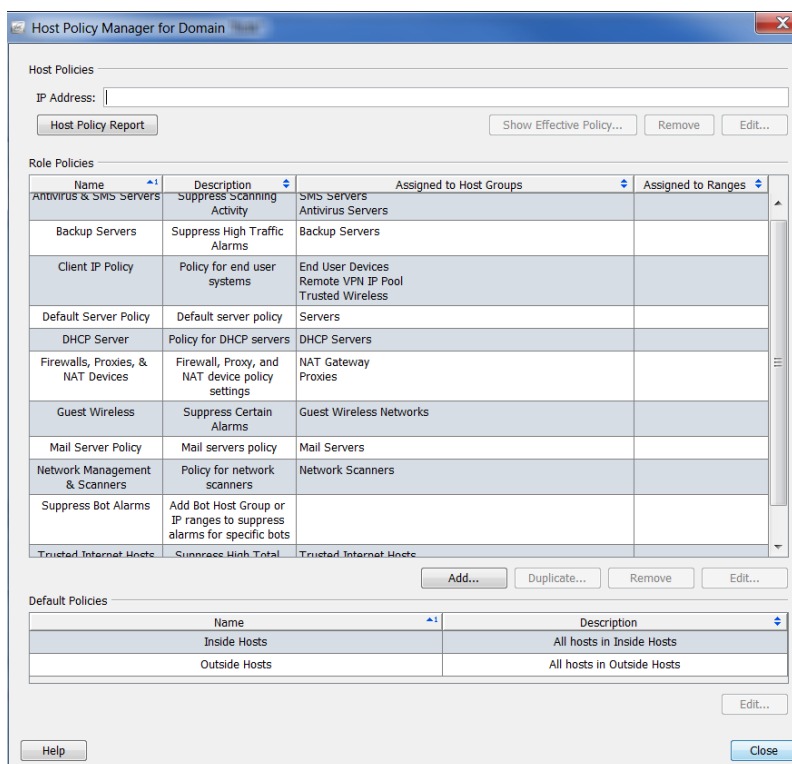 Host Policy Manager for Domain
Host Policies
IP Address:
Host Policy Report
Show Effective Policy...
Remove
Edit...
Role Policies
Name 1 Description Assigned to Host Groups Assigned to Ranges
Antivirus & SMS Servers Suppress Scanning SMS Servers
Activity Antivirus Servers
Backup Servers Suppress High Traffic Backup Servers
Alarms
Client IP Policy Policy for end user End User Devices
systems Remote VPN IP Pool
Trusted Wireless
Default Server Policy Default server policy Servers
DHCP Server Policy for DHCP servers DHCP Servers
Firewalls, Proxies, & Firewall, Proxy, and NAT Gateway
NAT Devices NAT device policy Proxies
settings
Guest Wireless Suppress Certain Guest Wireless Networks
Alarms
Mail Server Policy Mail servers policy Mail Servers
Network Management Policy for network Network Scanners
& Scanners scanners
Suppress Bot Alarms Add Bot Host Group or
IP ranges to suppress
alarms for specific bots
Trusted Internet Hosts Suppress High Total Trusted Internet Hosts
Add... Duplicate... Remove Edit...
Default Policies
Name 1 Description
Inside Hosts All hosts in Inside Hosts
Outside Hosts All hosts in Outside Hosts
Edit...
Help Close